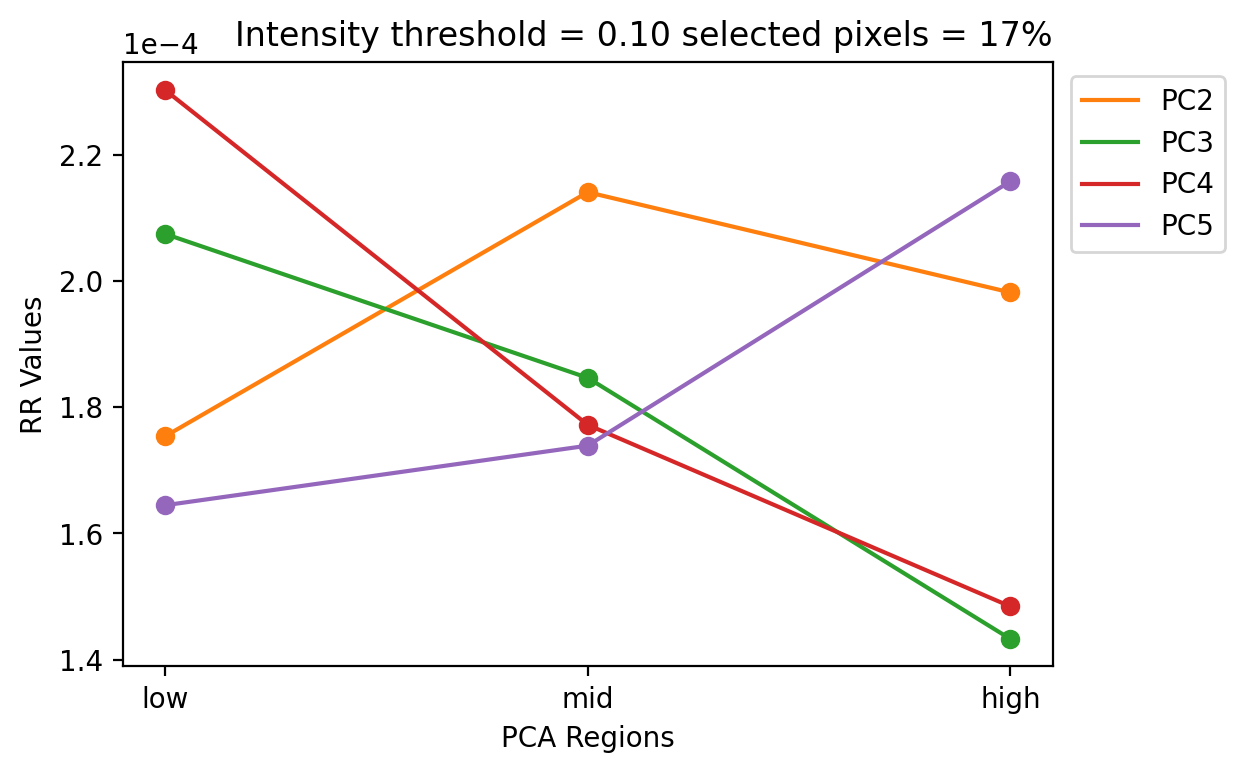 Intensity threshold = 0.10 selected pixels = 17%
1e−4
2.2
2.0
1.8
1.6
1.4
RR Values
low mid high
PCA Regions
PC2
PC3
PC4
PC5